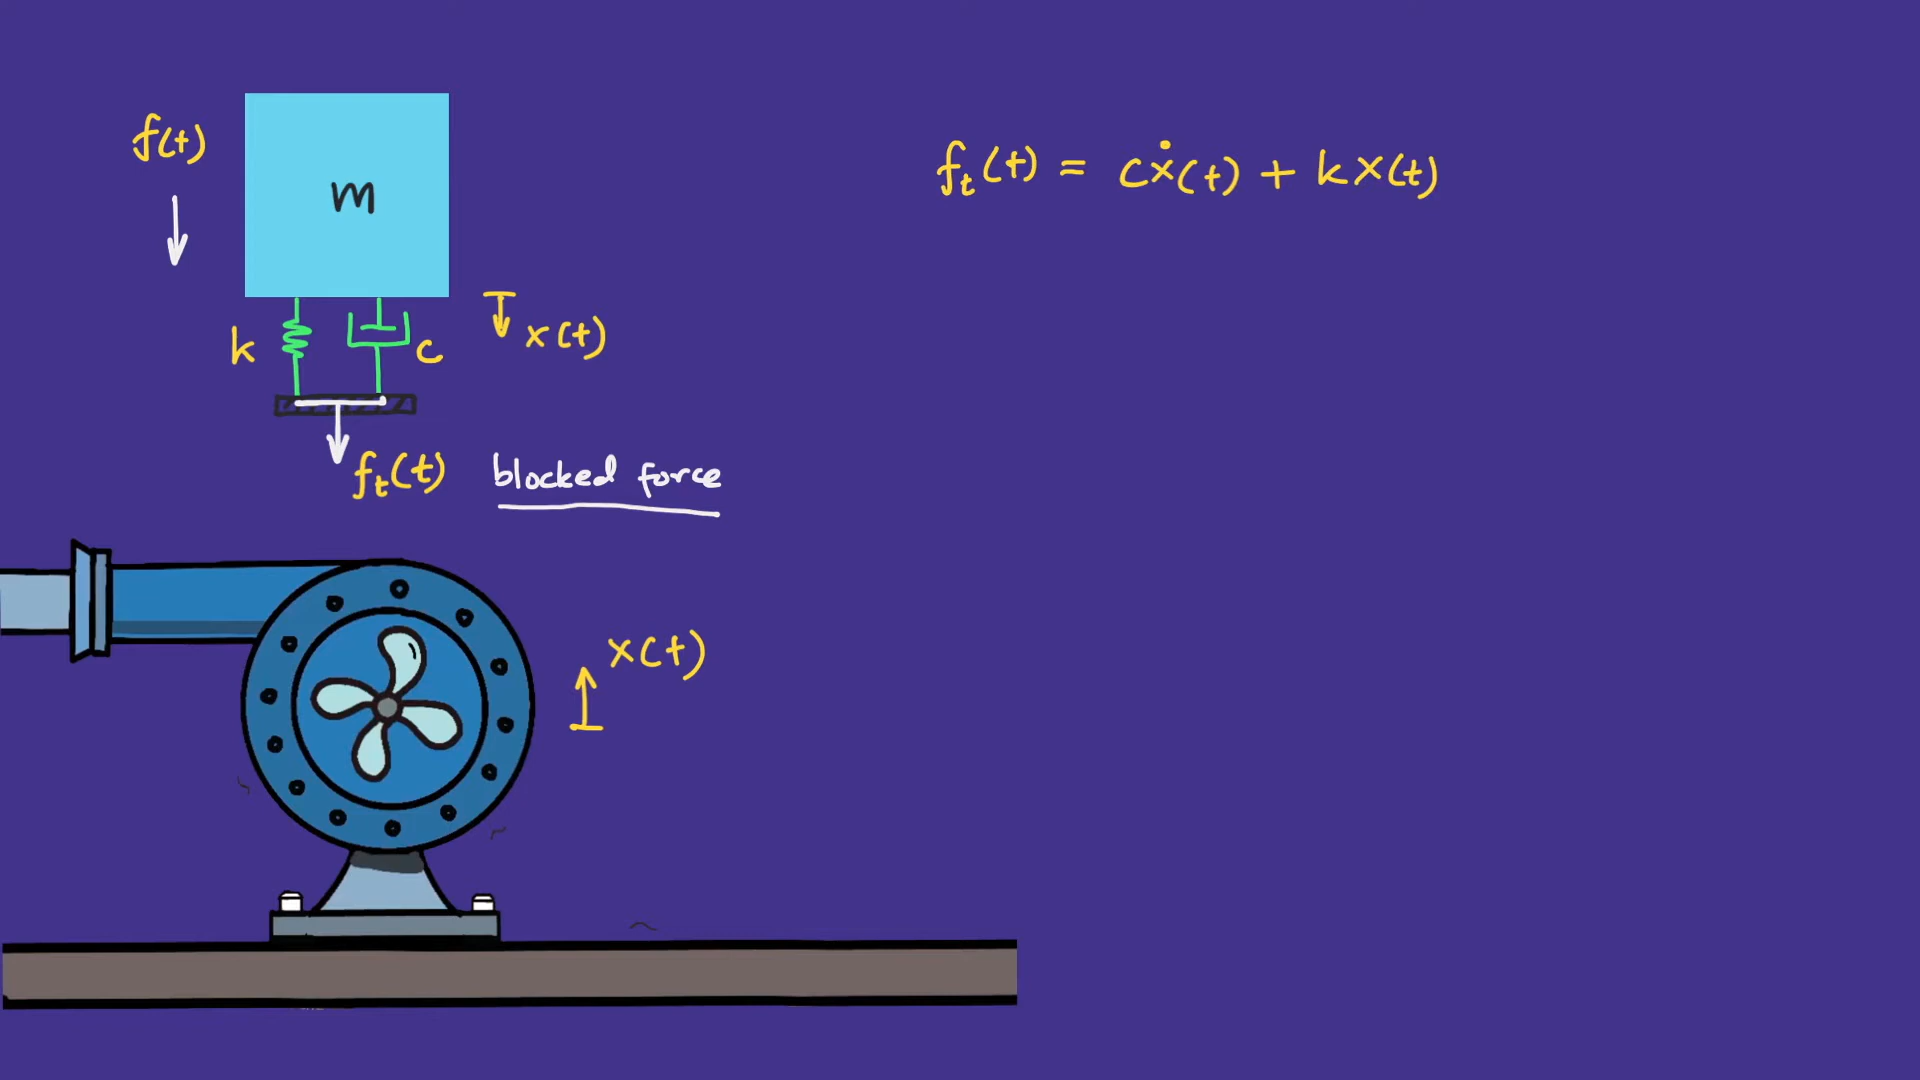 f(t)
m
f_t(t) = cẋ(t) + kx(t)
k
c
x(t)
f_t(t) blocked force
x(t)